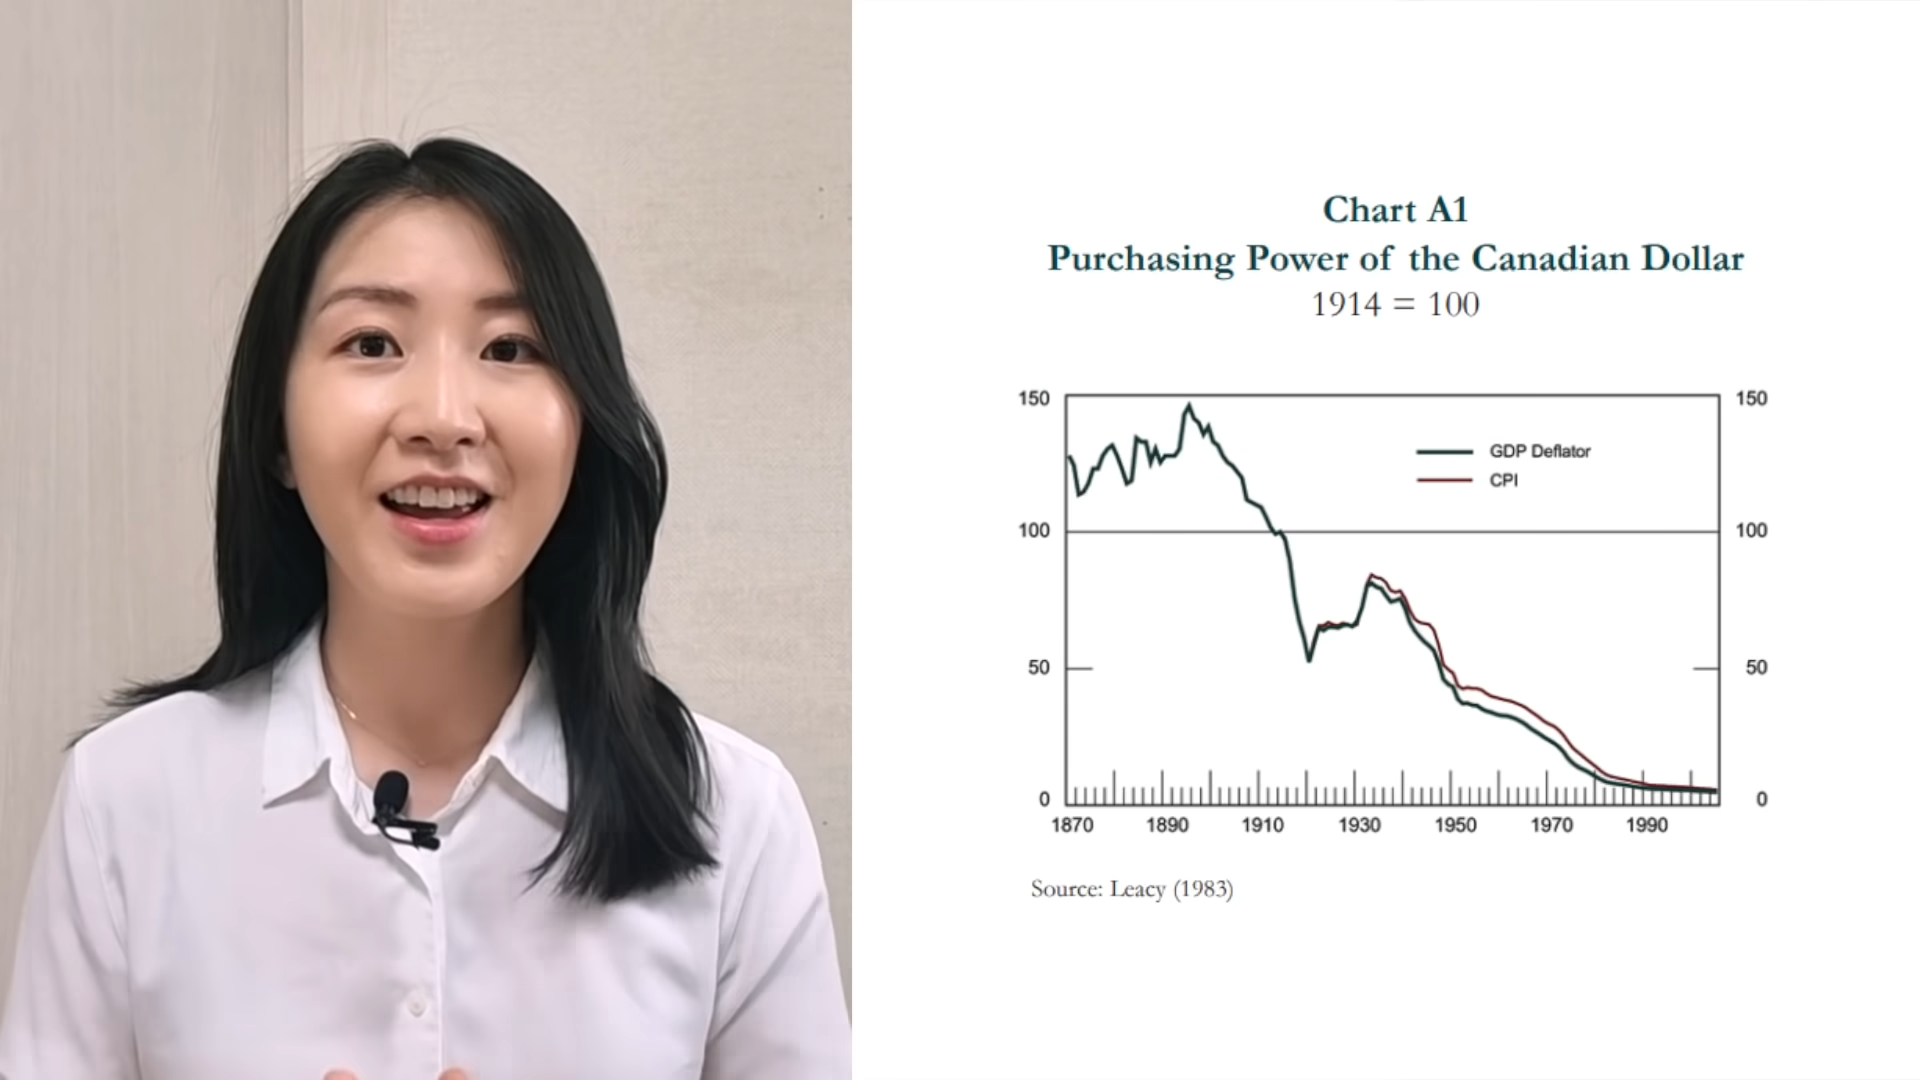 Chart A1
Purchasing Power of the Canadian Dollar
1914 = 100
150 150
GDP Deflator
CPI
100 100
50 50
0 0
1870 1890 1910 1930 1950 1970 1990
Source: Leacy (1983)